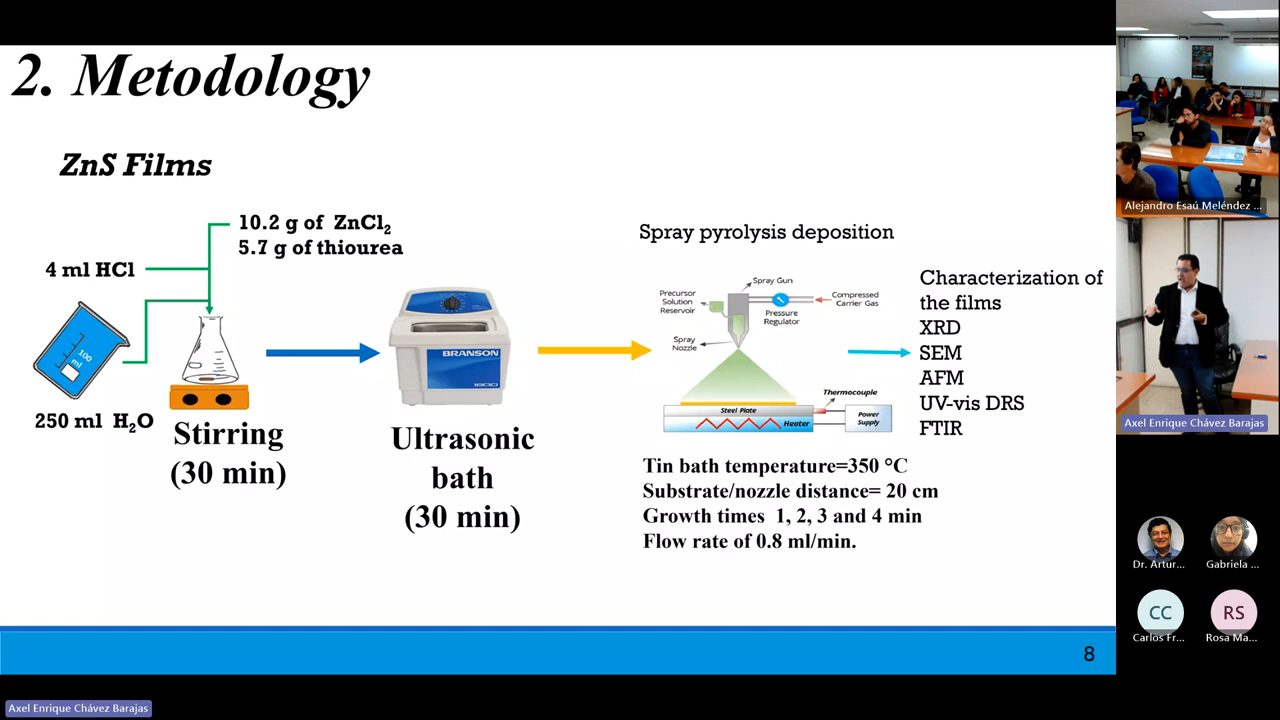 2. Metodology
ZnS Films
10.2 g of ZnCl2
5.7 g of thiourea
4 ml HCl
100
ml
250 ml H2O
Stirring
(30 min)
BRANSON
1800
Ultrasonic
bath
(30 min)
Spray pyrolysis deposition
Spray Gun
Precursor
Solution
Reservoir
Compressed
Carrier Gas
Pressure
Regulator
Spray
Nozzle
Thermocouple
Steel Plate
Heater
Power
Supply
Tin bath temperature=350 °C
Substrate/nozzle distance= 20 cm
Growth times 1, 2, 3 and 4 min
Flow rate of 0.8 ml/min.
Characterization of
the films
XRD
SEM
AFM
UV-vis DRS
FTIR
8
Alejandro Esaú Meléndez ...
Axel Enrique Chávez Barajas
Dr. Artur...
Gabriela ...
CC
Carlos Fr...
RS
Rosa Ma...
Axel Enrique Chávez Barajas